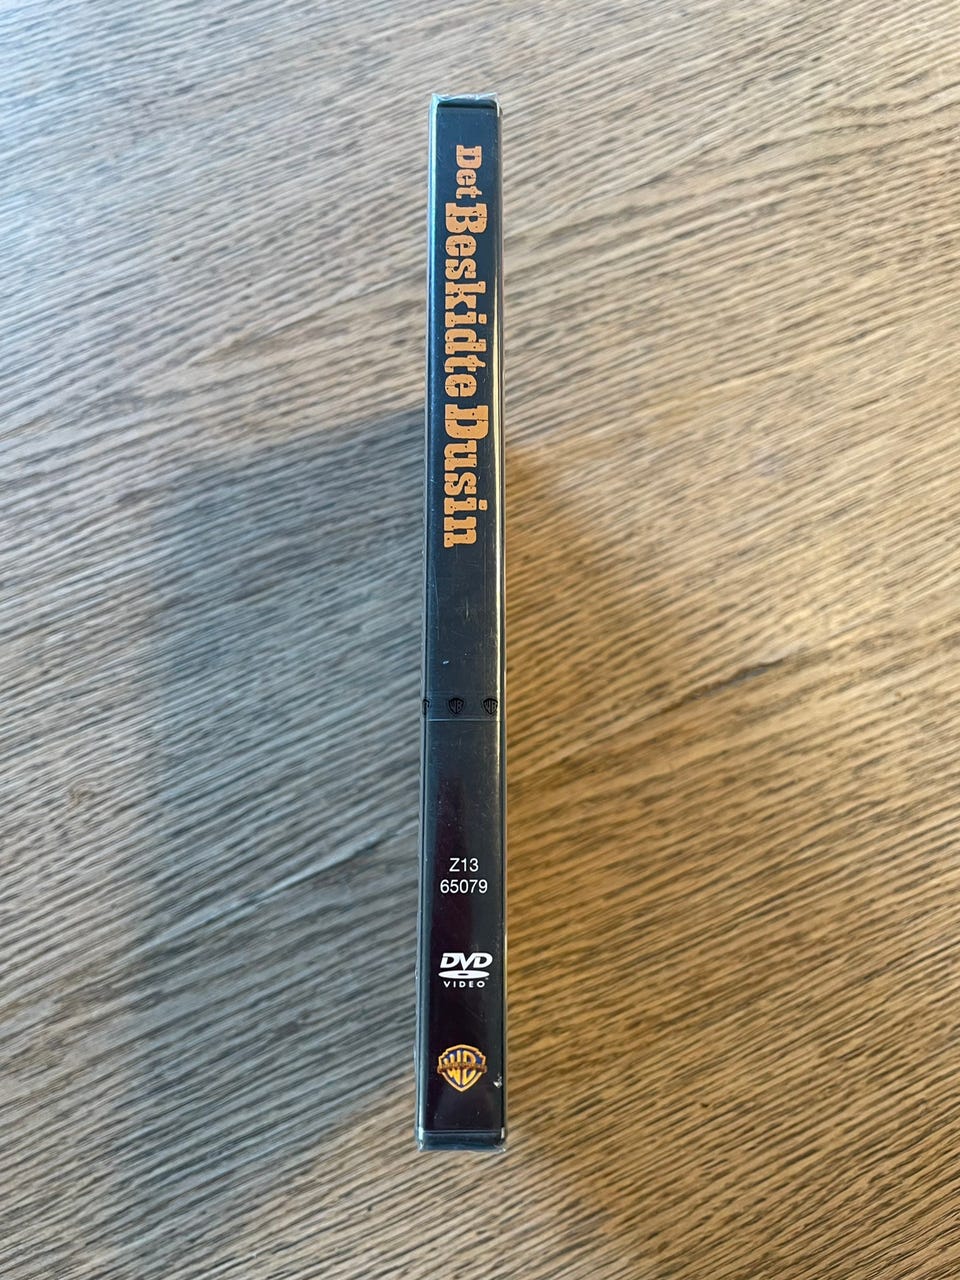 Det Beskidte Dusin
Z13
65079
DVD
VIDEO
WB